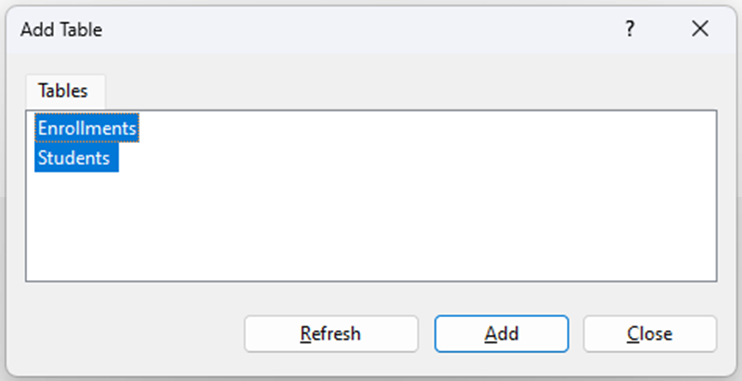 Add Table ?
Tables
Enrollments
Students
Refresh Add Close